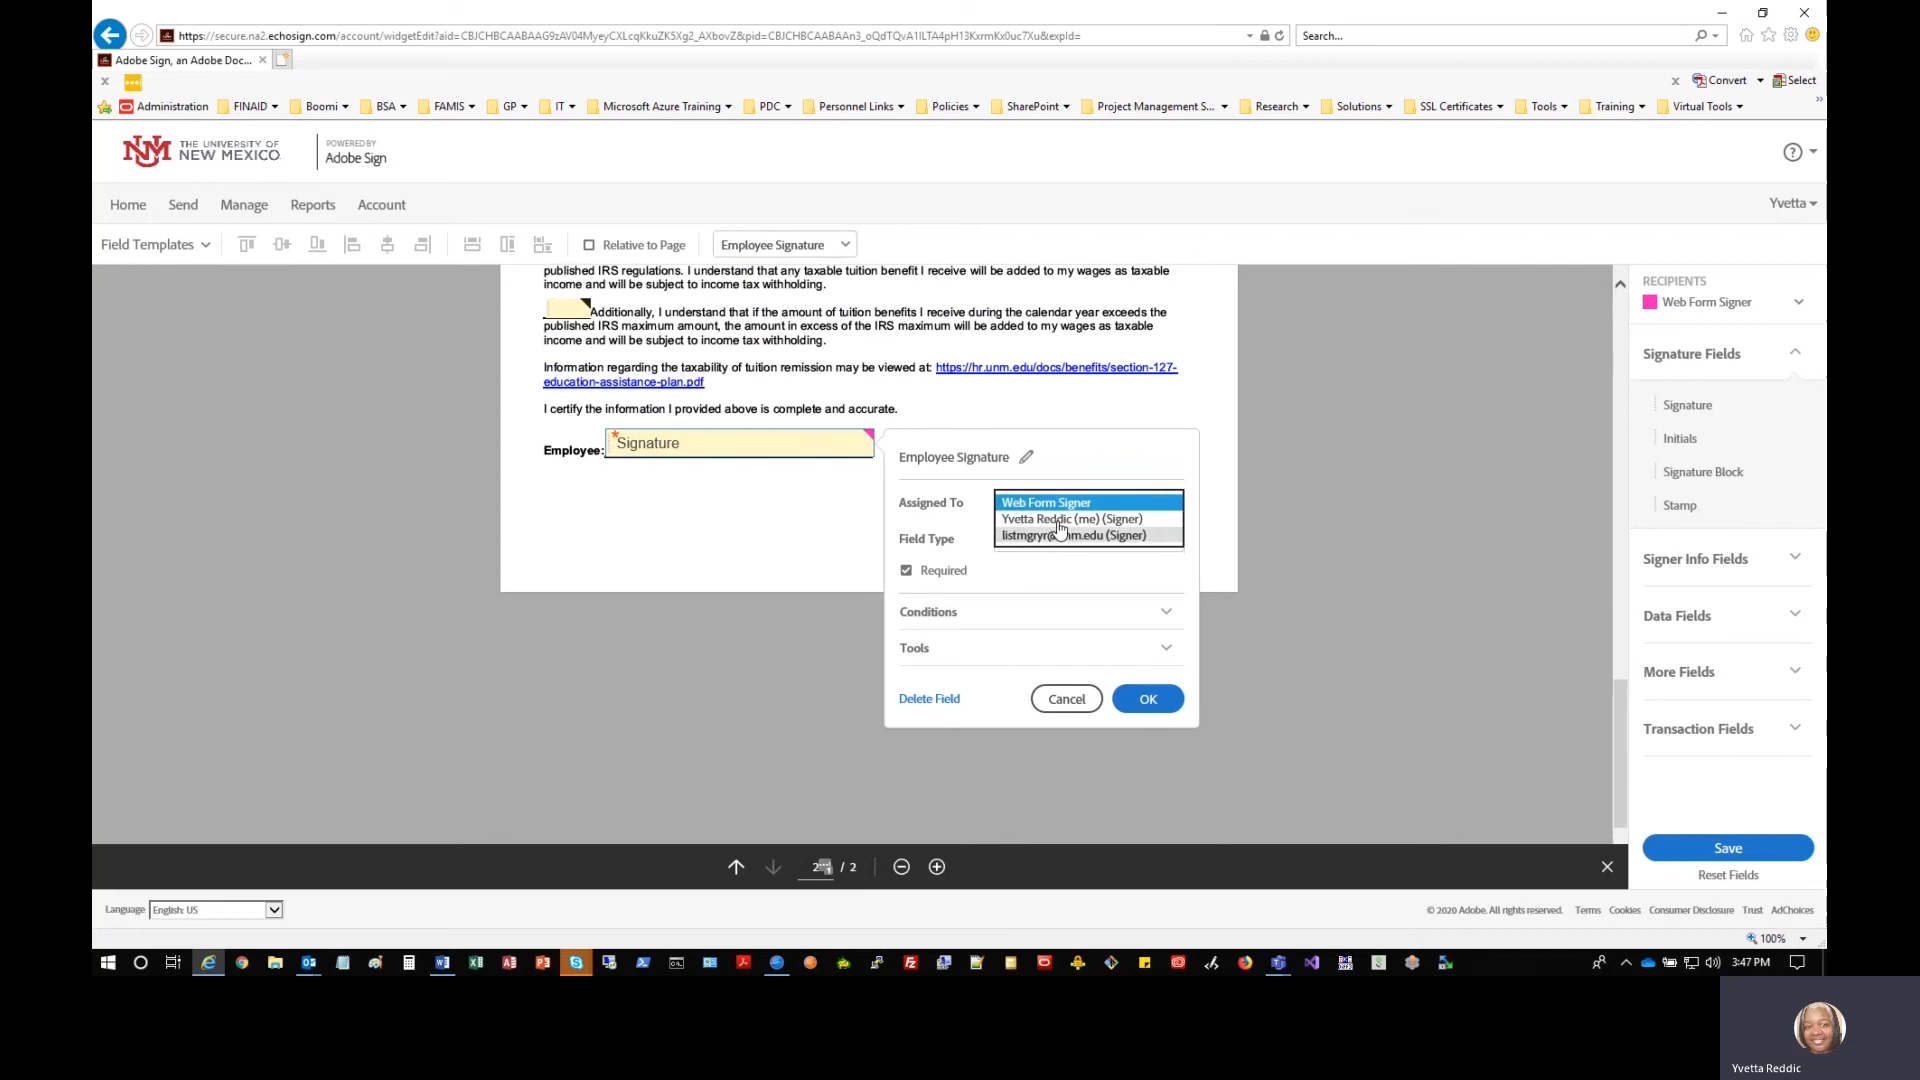 https://secure.na2.echosign.com/account/widgetEdit?aid=CBJCHBCAABAAG9zAV04MyeyCXLcqKkuZK5Xg2_AXbovZ&pid=CBJCHBCAABAAn3_oQdTQvA1ILTA4pH13KxrmKx0uc7Xu&expId=
Search...
Adobe Sign, an Adobe Doc...
Convert
Select
Administration FINAID Boomi BSA FAMIS GP IT Microsoft Azure Training PDC Personnel Links Policies SharePoint Project Management S... Research Solutions SSL Certificates Tools Training Virtual Tools
UNM THE UNIVERSITY OF
NEW MEXICO
POWERED BY
Adobe Sign
Home Send Manage Reports Account
Yvetta
Field Templates
Relative to Page
Employee Signature
published IRS regulations. I understand that any taxable tuition benefit I receive will be added to my wages as taxable
income and will be subject to income tax withholding.
Additionally, I understand that if the amount of tuition benefits I receive during the calendar year exceeds the
published IRS maximum amount, the amount in excess of the IRS maximum will be added to my wages as taxable
income and will be subject to income tax withholding.
Information regarding the taxability of tuition remission may be viewed at: https://hr.unm.edu/docs/benefits/section-127-
education-assistance-plan.pdf
I certify the information I provided above is complete and accurate.
Employee:
*Signature
Employee Signature
Assigned To
Web Form Signer
Yvetta Reddic (me) (Signer)
(Signer)
Field Type
Required
Conditions
Tools
Delete Field
Cancel
OK
RECIPIENTS
Web Form Signer
Signature Fields
Signature
Initials
Signature Block
Stamp
Signer Info Fields
Data Fields
More Fields
Transaction Fields
Save
Reset Fields
2 / 2
Language English: US
© 2020 Adobe. All rights reserved. Terms Cookies Consumer Disclosure Trust AdChoices
100%
3:47 PM
Yvetta Reddic